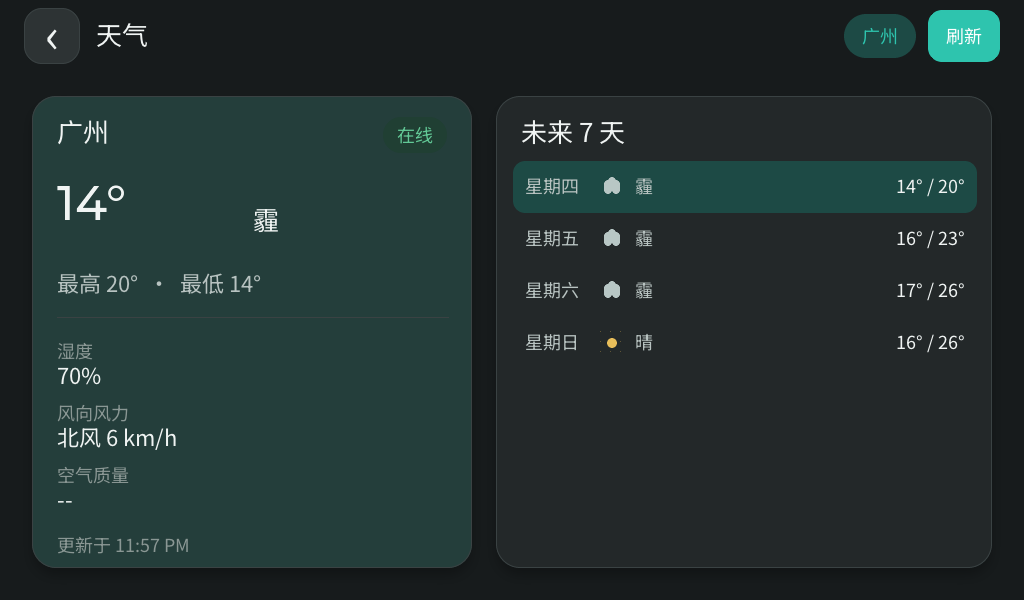 天气
广州
刷新
广州
在线
14°
霾
最高 20° • 最低 14°
湿度
70%
风向风力
北风 6 km/h
空气质量
--
更新于 11:57 PM
未来 7 天
星期四 霾 14° / 20°
星期五 霾 16° / 23°
星期六 霾 17° / 26°
星期日 晴 16° / 26°